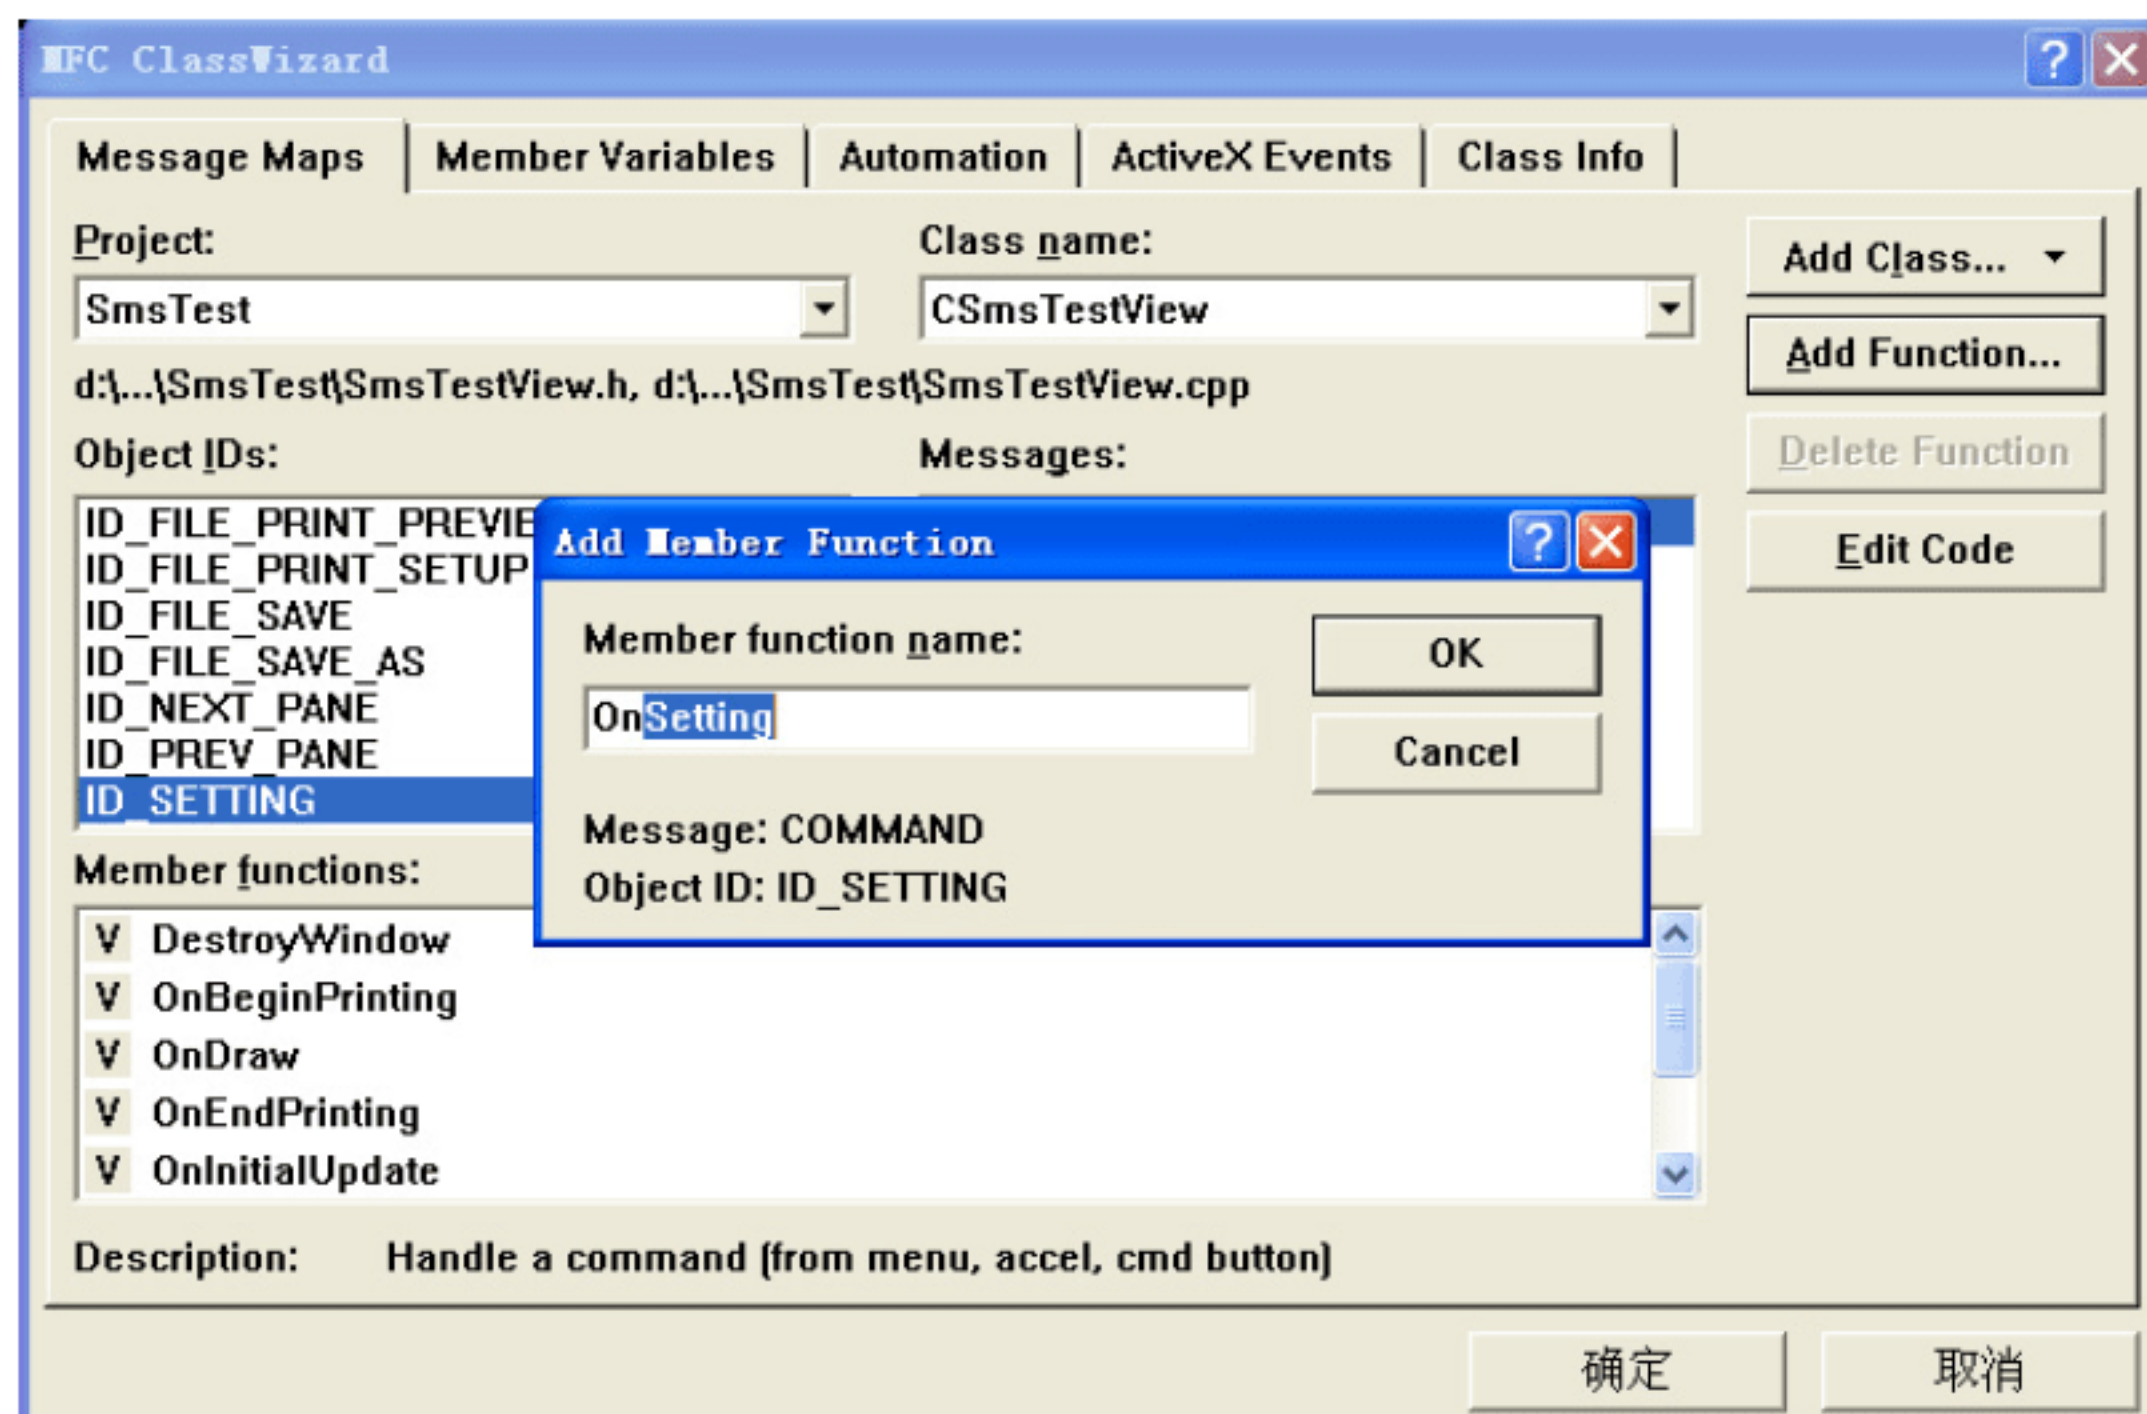 MFC ClassWizard
Message Maps Member Variables Automation ActiveX Events Class Info
Project: Class name:
Add Class...
SmsTest CSmsTestView
Add Function...
d:\...\SmsTest\SmsTestView.h, d:\...\SmsTest\SmsTestView.cpp
Object IDs: Messages:
Delete Function
Edit Code
ID_FILE_PRINT_PREVIE
ID_FILE_PRINT_SETUP
ID_FILE_SAVE
ID_FILE_SAVE_AS
ID_NEXT_PANE
ID_PREV_PANE
ID_SETTING
Add Member Function
Member function name:
OK
OnSetting
Cancel
Message: COMMAND
Object ID: ID_SETTING
Member functions:
V DestroyWindow
V OnBeginPrinting
V OnDraw
V OnEndPrinting
V OnInitialUpdate
Description: Handle a command (from menu, accel, cmd button)
确定 取消